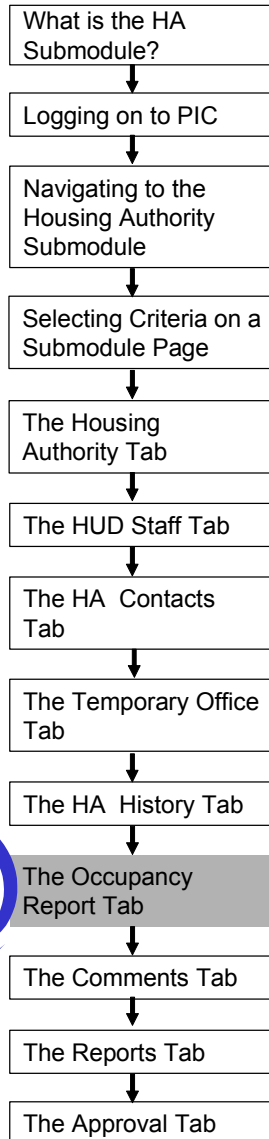 What is the HA
Submodule?
Logging on to PIC
Navigating to the
Housing Authority
Submodule
Selecting Criteria on a
Submodule Page
The Housing
Authority Tab
The HUD Staff Tab
The HA Contacts
Tab
The Temporary Office
Tab
The HA History Tab
The Occupancy
Report Tab
The Comments Tab
The Reports Tab
The Approval Tab